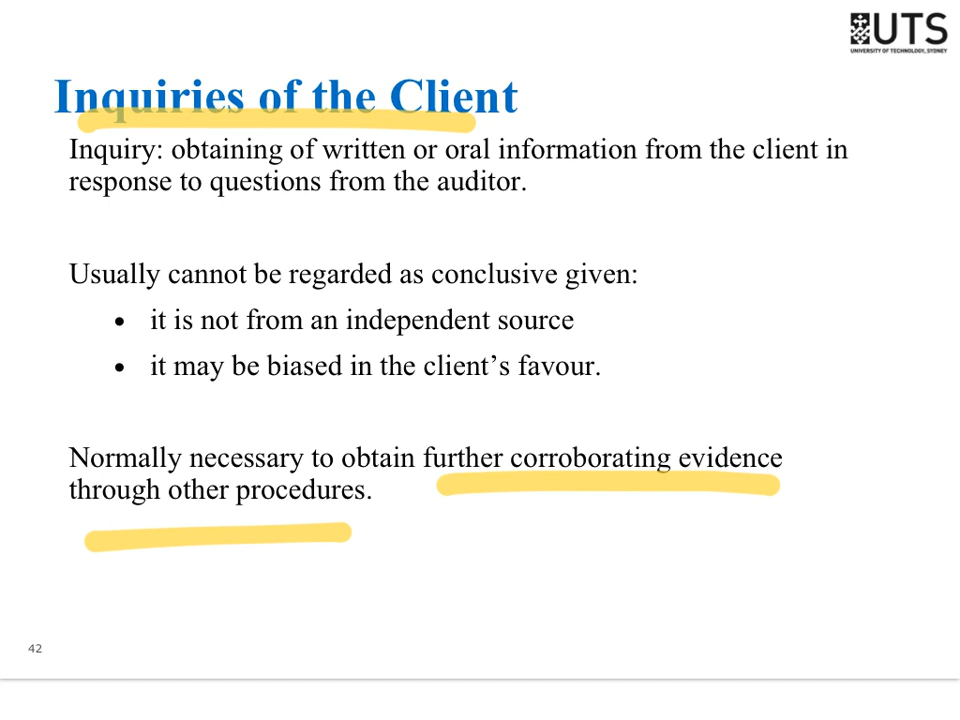 UTS
UNIVERSITY OF TECHNOLOGY, SYDNEY
Inquiries of the Client
Inquiry: obtaining of written or oral information from the client in
response to questions from the auditor.
Usually cannot be regarded as conclusive given:
• it is not from an independent source
• it may be biased in the client’s favour.
Normally necessary to obtain further corroborating evidence
through other procedures.
42